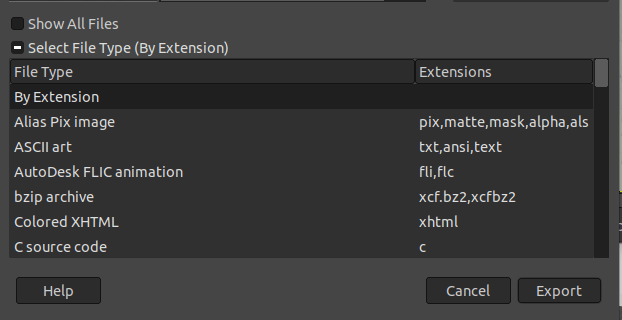 Show All Files
Select File Type (By Extension)
File Type Extensions
By Extension
Alias Pix image pix,matte,mask,alpha,als
ASCII art txt,ansi,text
AutoDesk FLIC animation fli,flc
bzip archive xcf.bz2,xcfbz2
Colored XHTML xhtml
C source code c
Help Cancel Export